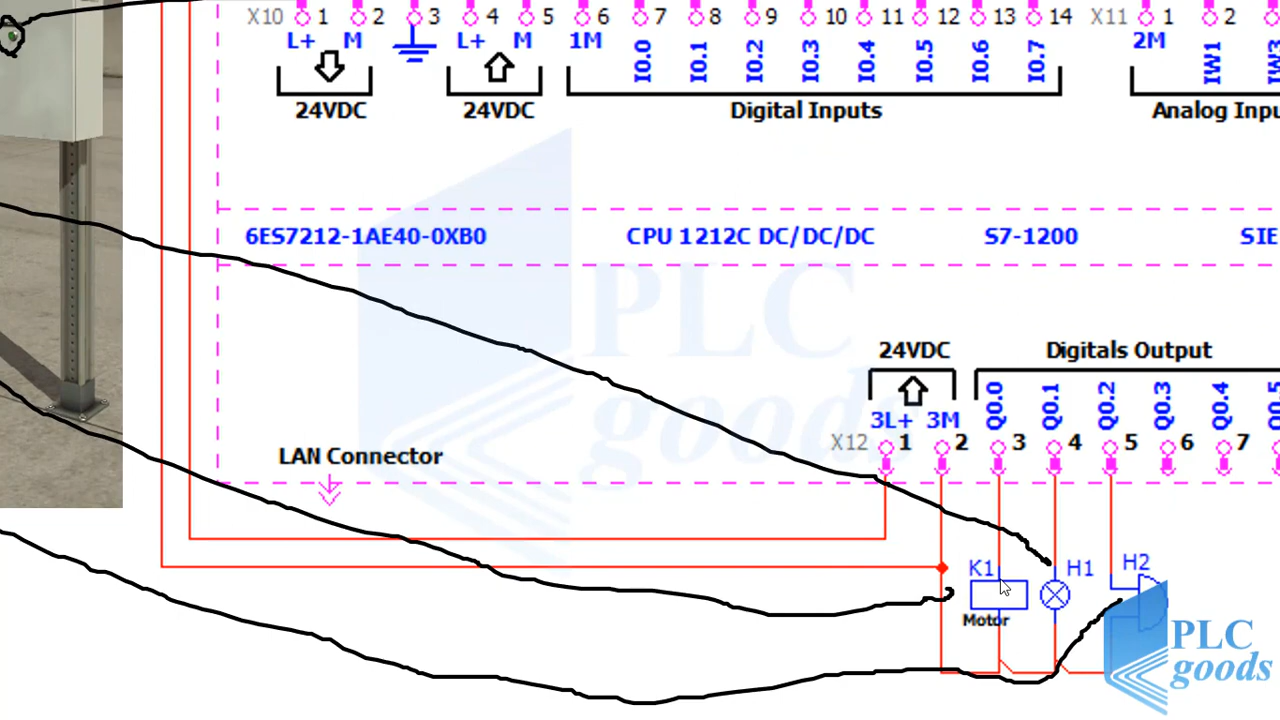 X10 1 2 3 4 5 6 7 8 9 10 11 12 13 14 X11 1 2
L+ M L+ M 1M I0.0 I0.1 I0.2 I0.3 I0.4 I0.5 I0.6 I0.7 2M IW1 IW3
24VDC 24VDC Digital Inputs Analog Inpu
6ES7212-1AE40-0XB0 CPU 1212C DC/DC/DC S7-1200 SIE
PLC
goods
24VDC Digitals Output
3L+ 3M Q0.0 Q0.1 Q0.2 Q0.3 Q0.4 Q0.5
X12 1 2 3 4 5 6 7
LAN Connector
K1 H1 H2
Motor
PLC
goods